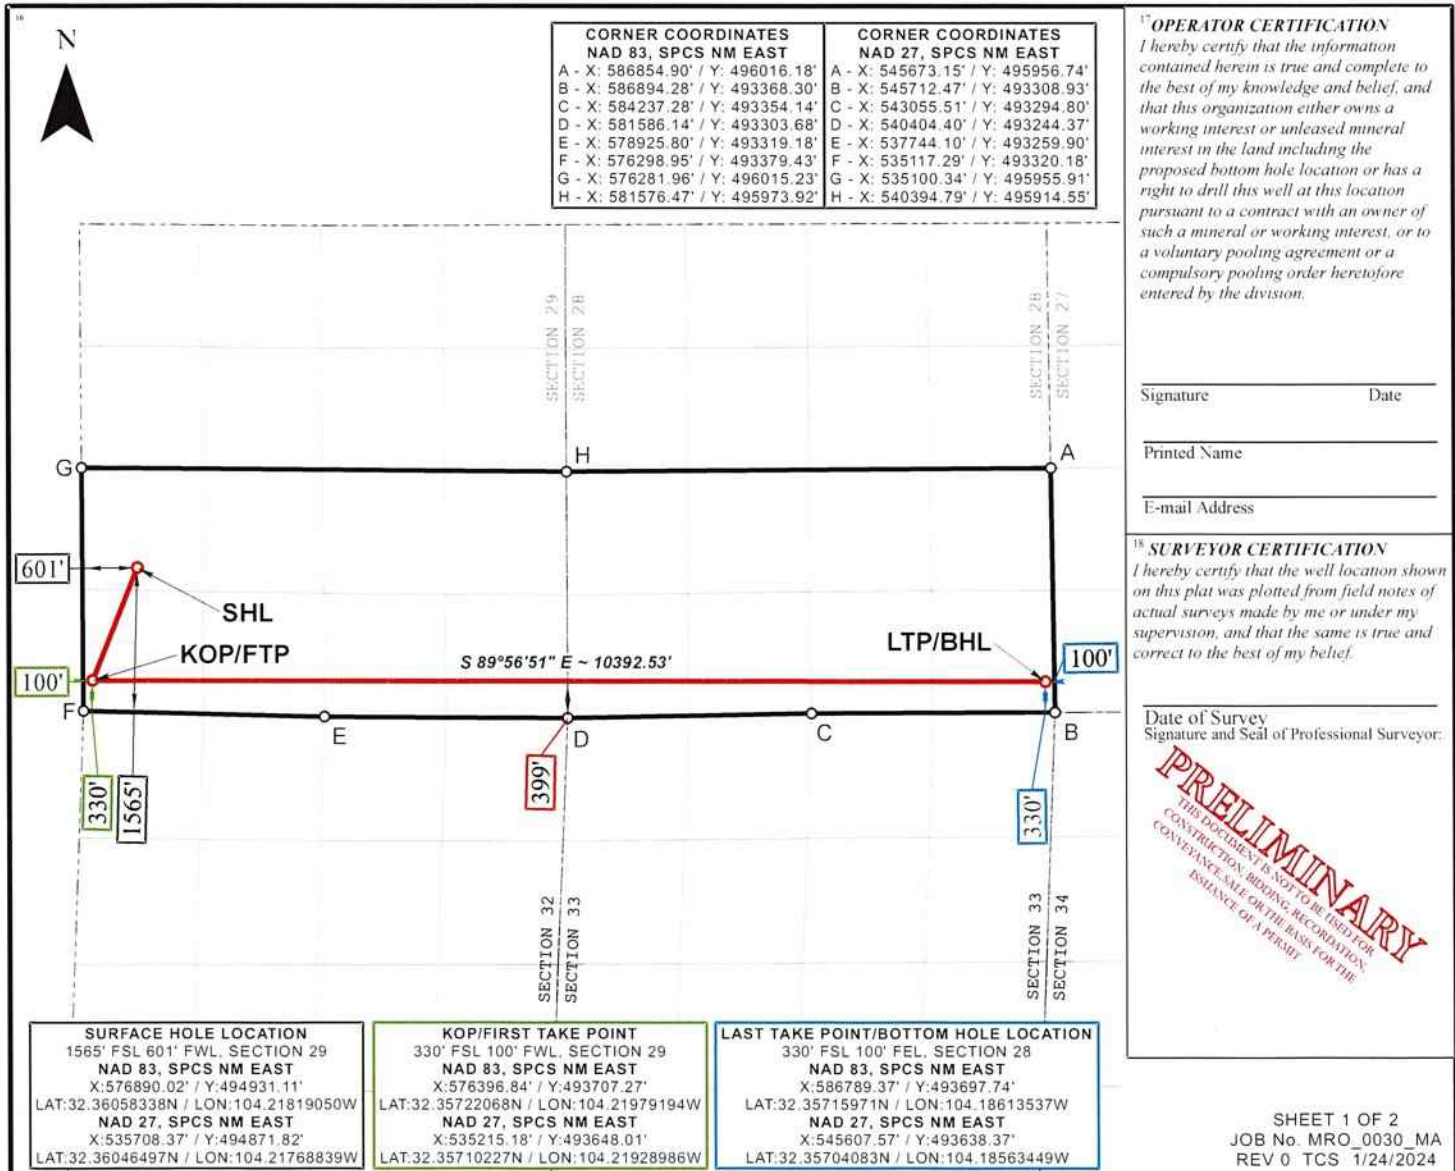 16
N
CORNER COORDINATES
NAD 83, SPCS NM EAST
A - X: 586854.90' / Y: 496016.18'
B - X: 586894.28' / Y: 493368.30'
C - X: 584237.28' / Y: 493354.14'
D - X: 581586.14' / Y: 493303.68'
E - X: 578925.80' / Y: 493319.18'
F - X: 576298.95' / Y: 493379.43'
G - X: 576281.96' / Y: 496015.23'
H - X: 581576.47' / Y: 495973.92'
CORNER COORDINATES
NAD 27, SPCS NM EAST
A - X: 545673.15' / Y: 495956.74'
B - X: 545712.47' / Y: 493308.93'
C - X: 543055.51' / Y: 493294.80'
D - X: 540404.40' / Y: 493244.37'
E - X: 537744.10' / Y: 493259.90'
F - X: 535117.29' / Y: 493320.18'
G - X: 535100.34' / Y: 495955.91'
H - X: 540394.79' / Y: 495914.55'
SECTION 29
SECTION 28
SECTION 28
SECTION 27
G
H
A
601'
SHL
KOP/FTP
S 89°56'51" E ~ 10392.53'
LTP/BHL
100'
100'
F
E
D
C
B
330'
1565'
399'
330'
SECTION 32
SECTION 33
SECTION 33
SECTION 34
SURFACE HOLE LOCATION
1565' FSL 601' FWL, SECTION 29
NAD 83, SPCS NM EAST
X:576890.02' / Y:494931.11'
LAT:32.36058338N / LON:104.21819050W
NAD 27, SPCS NM EAST
X:535708.37' / Y:494871.82'
LAT:32.36046497N / LON:104.21768839W
KOP/FIRST TAKE POINT
330' FSL 100' FWL, SECTION 29
NAD 83, SPCS NM EAST
X:576396.84' / Y:493707.27'
LAT:32.35722068N / LON:104.21979194W
NAD 27, SPCS NM EAST
X:535215.18' / Y:493648.01'
LAT:32.35710227N / LON:104.21928986W
LAST TAKE POINT/BOTTOM HOLE LOCATION
330' FSL 100' FEL, SECTION 28
NAD 83, SPCS NM EAST
X:586789.37' / Y:493697.74'
LAT:32.35715971N / LON:104.18613537W
NAD 27, SPCS NM EAST
X:545607.57' / Y:493638.37'
LAT:32.35704083N / LON:104.18563449W
17 OPERATOR CERTIFICATION
I hereby certify that the information
contained herein is true and complete to
the best of my knowledge and belief, and
that this organization either owns a
working interest or unleased mineral
interest in the land including the
proposed bottom hole location or has a
right to drill this well at this location
pursuant to a contract with an owner of
such a mineral or working interest, or to
a voluntary pooling agreement or a
compulsory pooling order heretofore
entered by the division.
Signature Date
Printed Name
E-mail Address
18 SURVEYOR CERTIFICATION
I hereby certify that the well location shown
on this plat was plotted from field notes of
actual surveys made by me or under my
supervision, and that the same is true and
correct to the best of my belief.
Date of Survey
Signature and Seal of Professional Surveyor:
PRELIMINARY
THIS DOCUMENT IS NOT TO BE USED FOR
CONSTRUCTION, BIDDING, RECORDATION,
CONVEYANCE, SALE OR THE BASIS FOR THE
ISSUANCE OF A PERMIT
SHEET 1 OF 2
JOB No. MRO_0030_MA
REV 0 TCS 1/24/2024